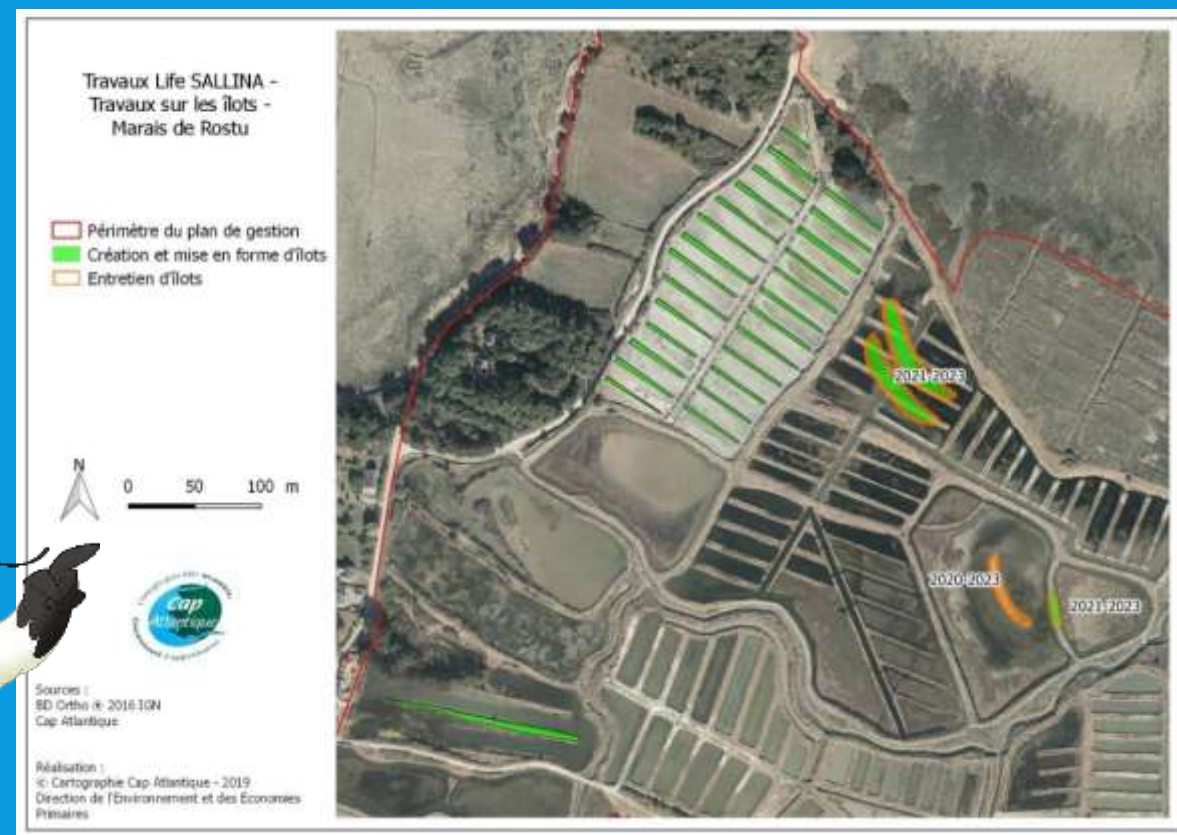 Travaux Life SALLINA -
Travaux sur les îlots -
Marais de Rostu
Périmètre du plan de gestion
Création et mise en forme d'îlots
Entretien d'îlots
N
0 50 100 m
Cap
Atlantique
Sources :
BD Ortho ® 2016 IGN
Cap Atlantique
Réalisation :
© Cartographie Cap Atlantique - 2019
Direction de l'Environnement et des Économies
Primaires
2021-2023
2020-2023
2021-2023